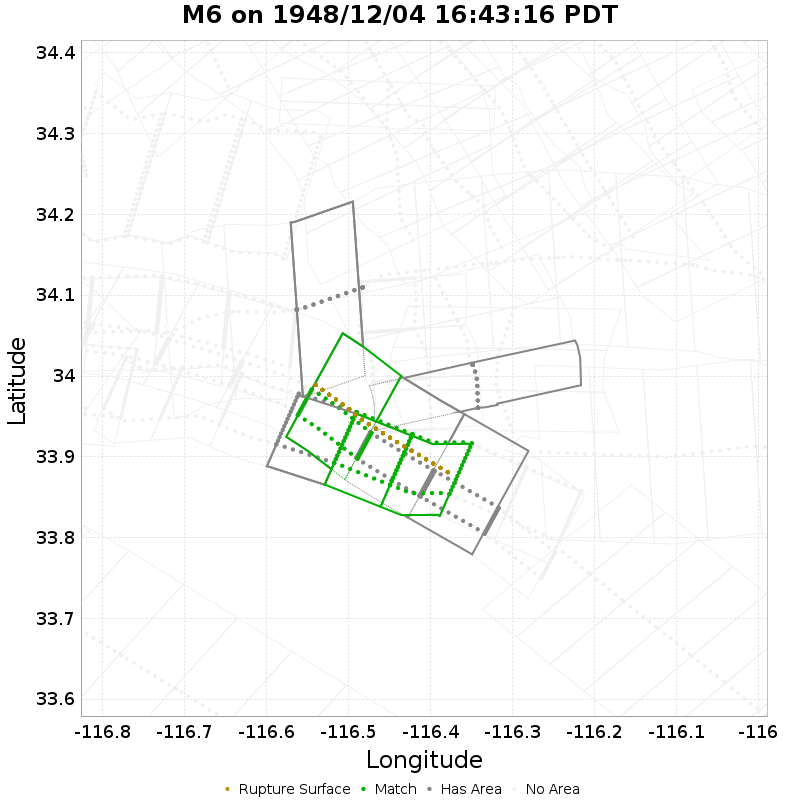 M6 on 1948/12/04 16:43:16 PDT
Latitude
34.4
34.3
34.2
34.1
34
33.9
33.8
33.7
33.6
-116.8 -116.7 -116.6 -116.5 -116.4 -116.3 -116.2 -116.1 -116
Longitude
Rupture Surface Match Has Area No Area